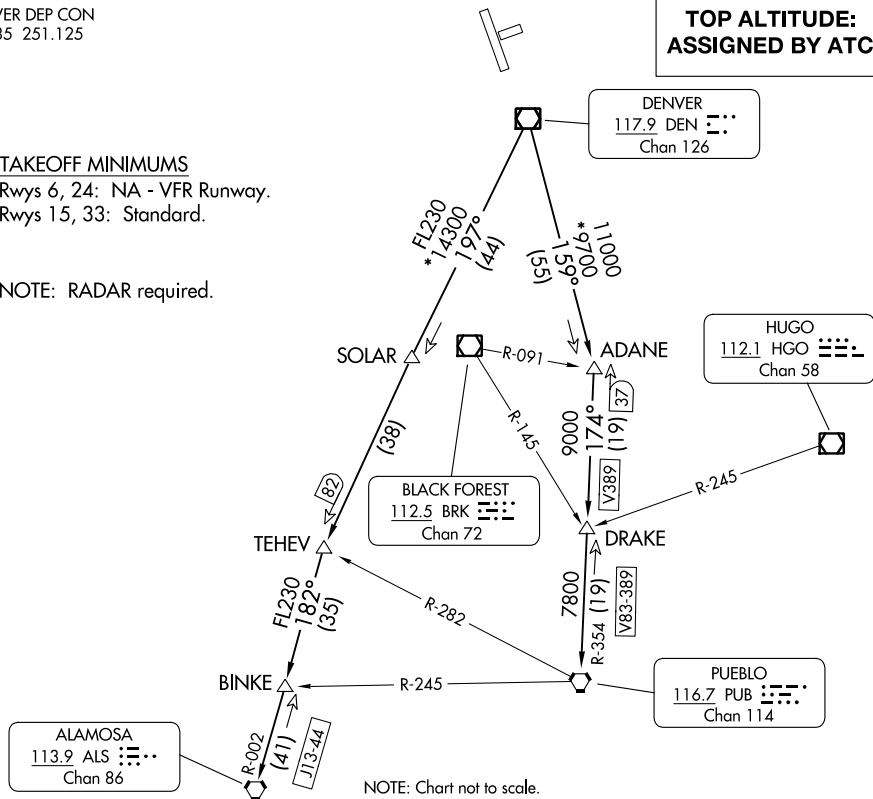 VER DEP CON
35 251.125
TOP ALTITUDE:
ASSIGNED BY ATC
DENVER
117.9 DEN
Chan 126
TAKEOFF MINIMUMS
Rwys 6, 24: NA - VFR Runway.
Rwys 15, 33: Standard.
NOTE: RADAR required.
FL230
*14300
197°
(44)
11000
*9700
159°
(55)
HUGO
112.1 HGO
Chan 58
SOLAR
R-091
ADANE
37
(38)
R-145
9000
174°
(19)
V389
R-245
82
BLACK FOREST
112.5 BRK
Chan 72
DRAKE
TEHEV
FL230
182°
(35)
R-282
7800
R-354 (19)
V83-389
BINKE
R-245
PUEBLO
116.7 PUB
Chan 114
ALAMOSA
113.9 ALS
Chan 86
R-002
(41)
J13-44
NOTE: Chart not to scale.